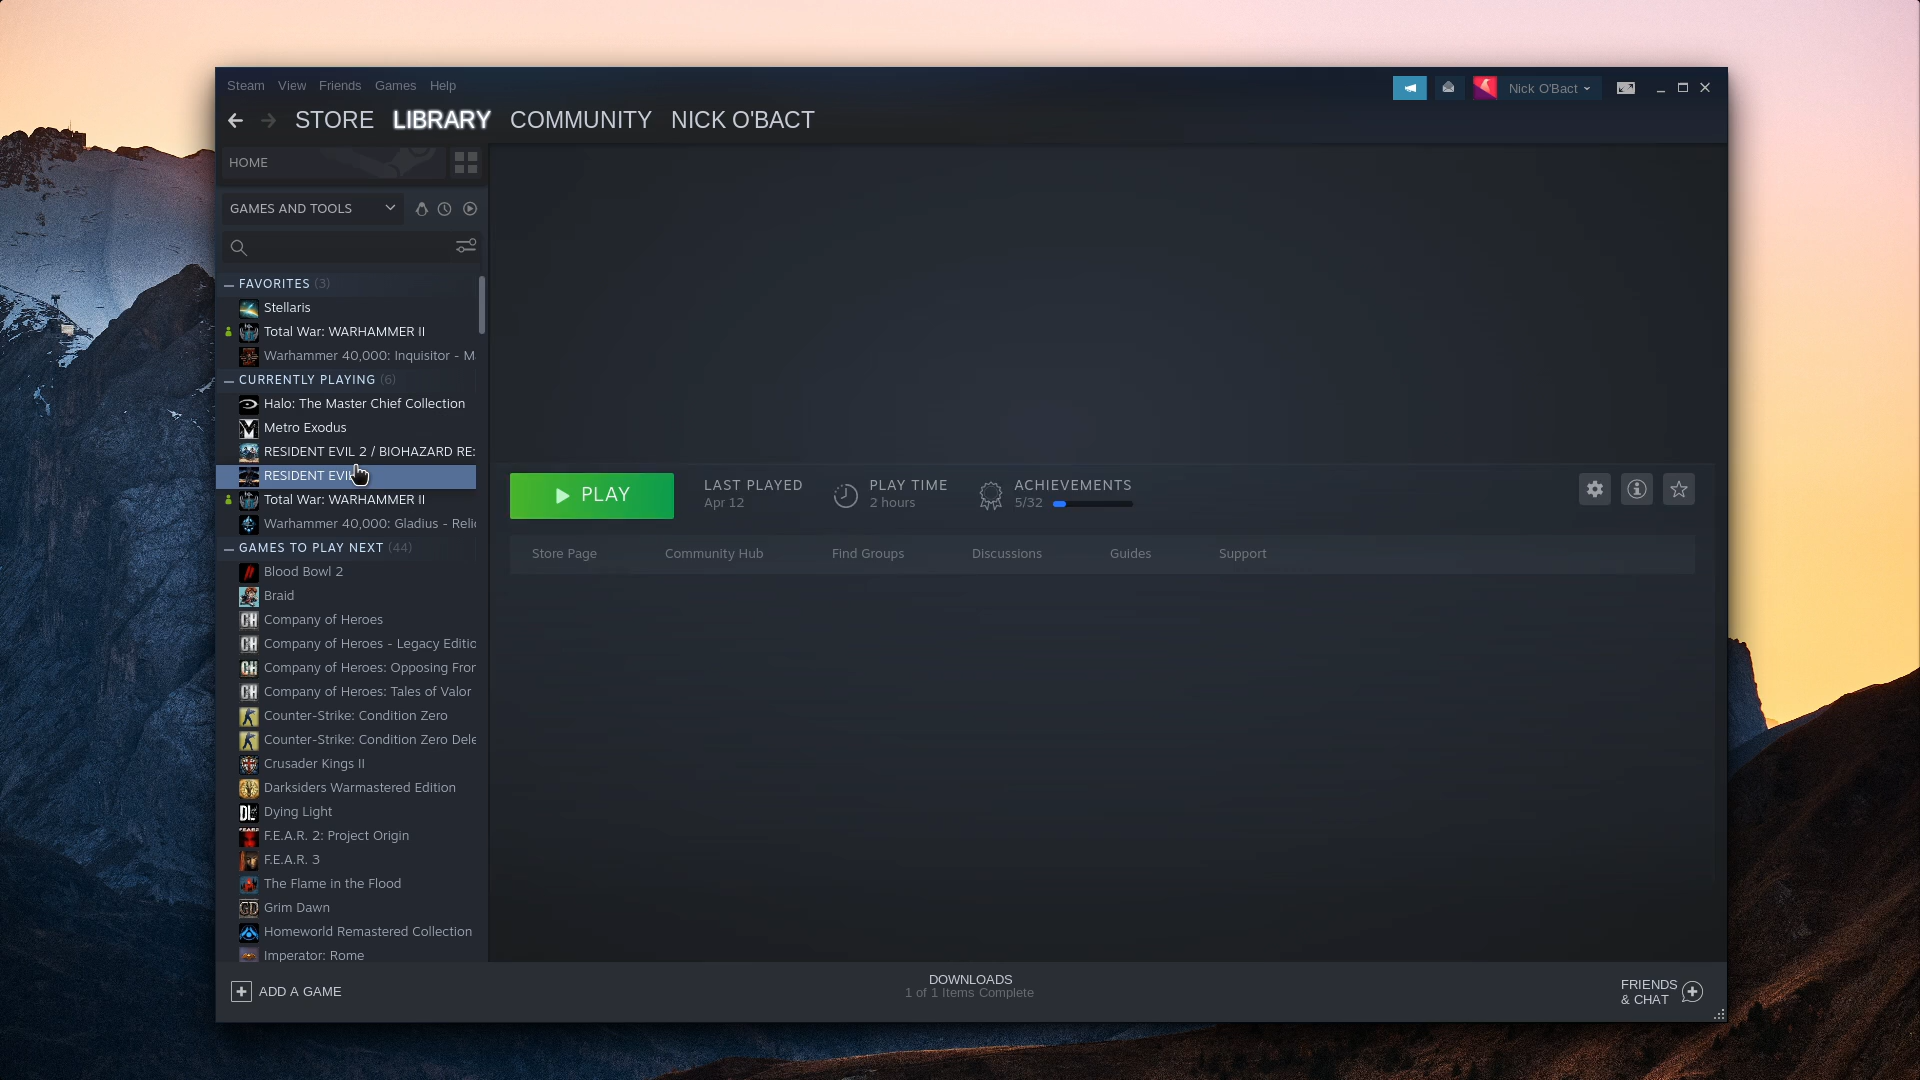 Steam View Friends Games Help
Nick O'Bact
STORE LIBRARY COMMUNITY NICK O'BACT
HOME
GAMES AND TOOLS
FAVORITES (3)
Stellaris
Total War: WARHAMMER II
Warhammer 40,000: Inquisitor - M
CURRENTLY PLAYING (6)
Halo: The Master Chief Collection
Metro Exodus
RESIDENT EVIL 2 / BIOHAZARD RE:
RESIDENT EVIL
Total War: WARHAMMER II
Warhammer 40,000: Gladius - Reli
GAMES TO PLAY NEXT (44)
Blood Bowl 2
Braid
Company of Heroes
Company of Heroes - Legacy Editio
Company of Heroes: Opposing Fron
Company of Heroes: Tales of Valor
Counter-Strike: Condition Zero
Counter-Strike: Condition Zero Dele
Crusader Kings II
Darksiders Warmastered Edition
Dying Light
F.E.A.R. 2: Project Origin
F.E.A.R. 3
The Flame in the Flood
Grim Dawn
Homeworld Remastered Collection
Imperator: Rome
PLAY
LAST PLAYED
Apr 12
PLAY TIME
2 hours
ACHIEVEMENTS
5/32
Store Page Community Hub Find Groups Discussions Guides Support
ADD A GAME
DOWNLOADS
1 of 1 Items Complete
FRIENDS
& CHAT